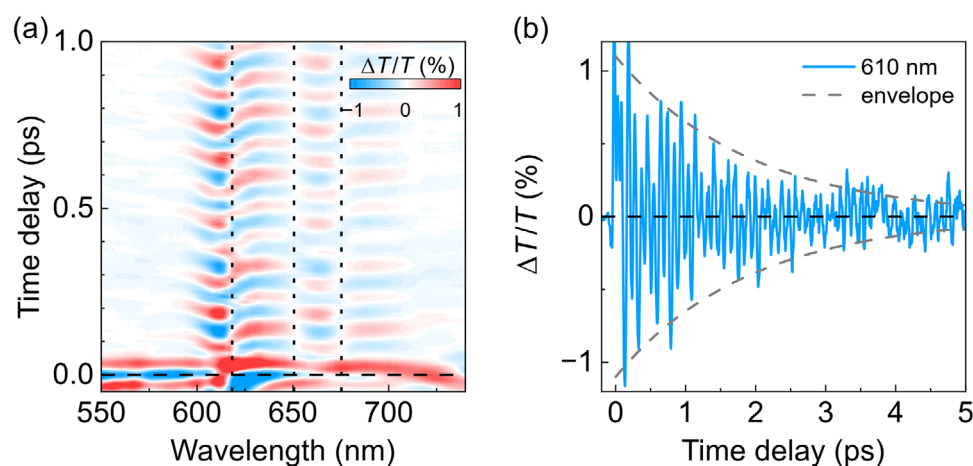 (a)
1.0
0.5
0.0
Time delay (ps)
ΔT/T (%)
−1 0 1
550 600 650 700
Wavelength (nm)
(b)
1
0
−1
ΔT/T (%)
610 nm
envelope
0 1 2 3 4 5
Time delay (ps)